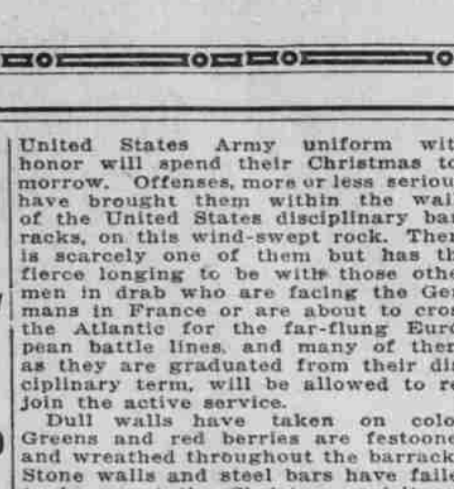 United States Army uniform wit
honor will spend their Christmas to
morrow. Offenses, more or less seriou
have brought them within the wal
of the United States disciplinary bar
racks, on this wind-swept rock. Ther
is scarcely one of them but has th
fierce longing to be with those othe
men in drab who are facing the Ger
mans in France or are about to cros
the Atlantic for the far-flung Euro
pean battle lines, and many of them
as they are graduated from their dis
ciplinary term, will be allowed to re
join the active service.
Dull walls have taken on colo
Greens and red berries are festoone
and wreathed throughout the barrack
Stone walls and steel bars have faile